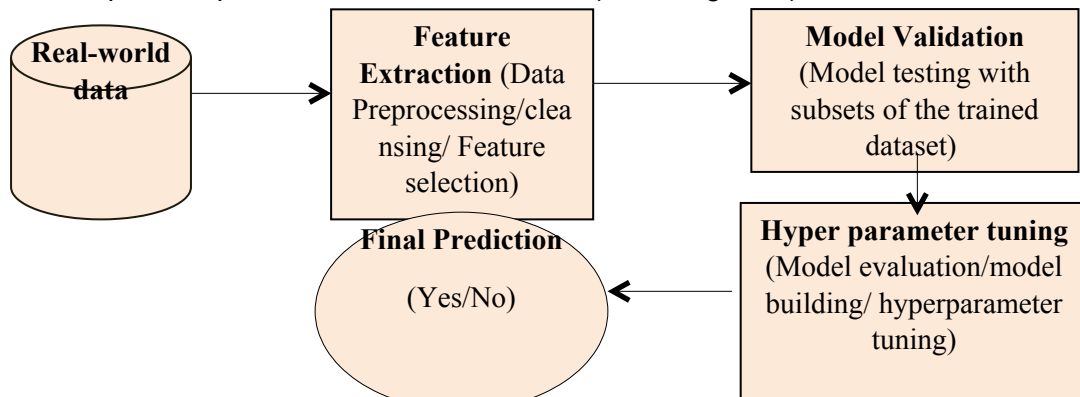 Real-world
data
Feature
Extraction (Data
Preprocessing/clea
nsing/ Feature
selection)
Model Validation
(Model testing with
subsets of the trained
dataset)
Hyper parameter tuning
(Model evaluation/model
building/ hyperparameter
tuning)
Final Prediction
(Yes/No)